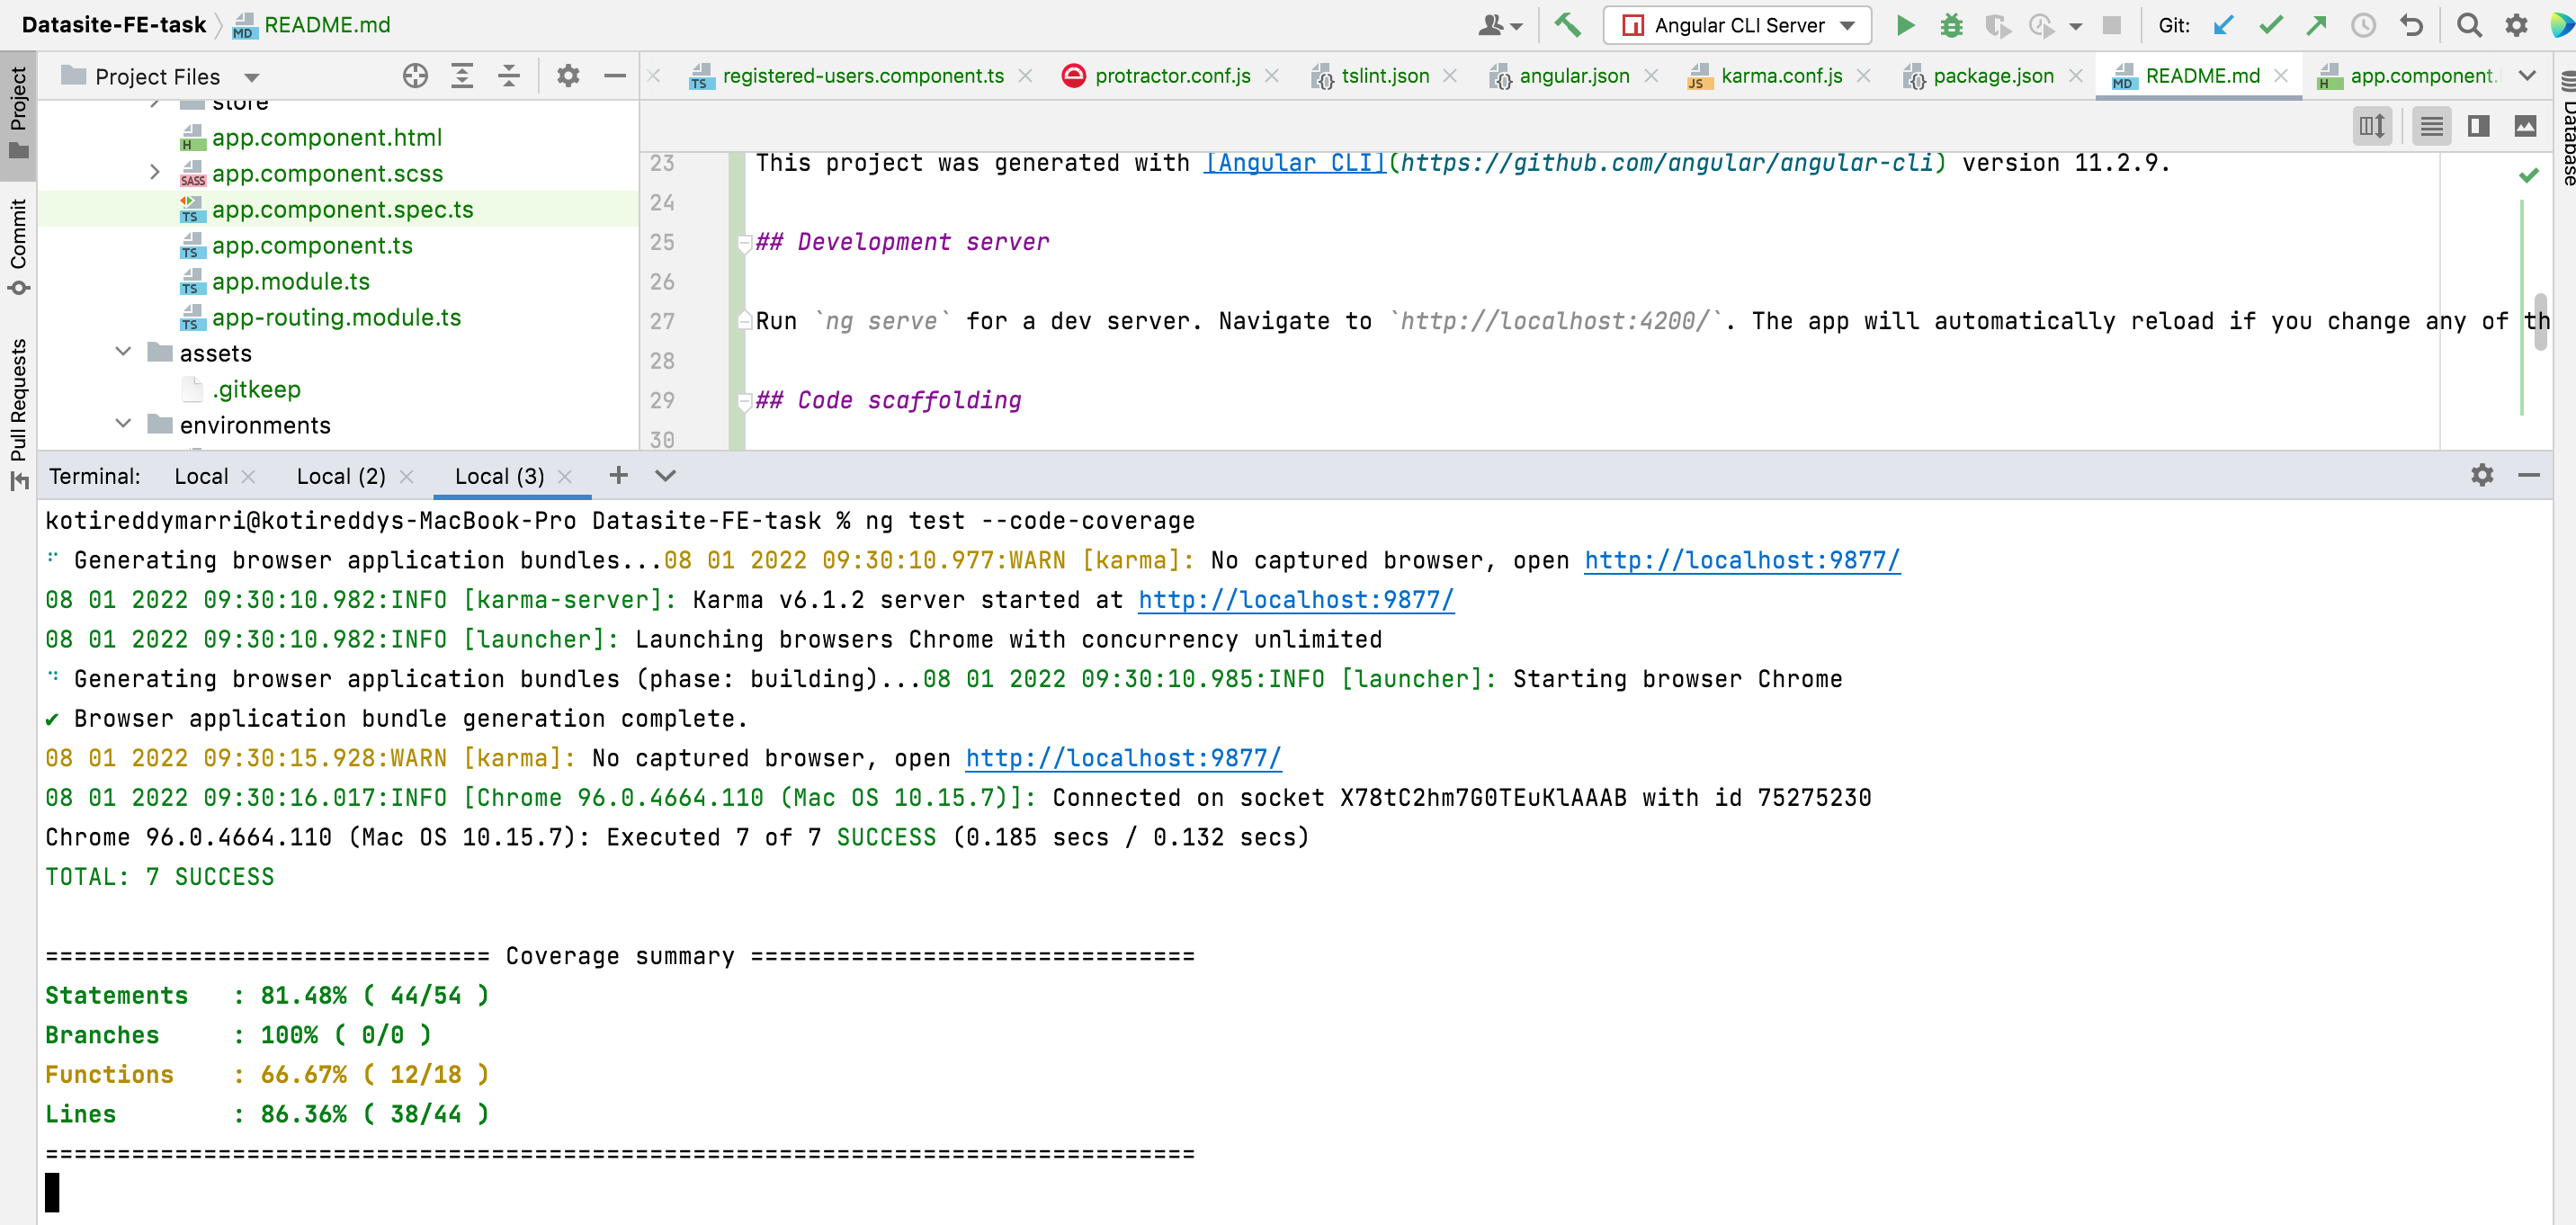 Datasite-FE-task README.md Angular CLI Server Git:
Project Files
registered-users.component.ts protractor.conf.js tslint.json angular.json karma.conf.js package.json README.md app.component.
Project
Commit
Pull Requests
Database
store
app.component.html
app.component.scss
app.component.spec.ts
app.component.ts
app.module.ts
app-routing.module.ts
assets
.gitkeep
environments
23 This project was generated with [Angular CLI](https://github.com/angular/angular-cli) version 11.2.9.
24
25 ## Development server
26
27 Run `ng serve` for a dev server. Navigate to `http://localhost:4200/`. The app will automatically reload if you change any of th
28
29 ## Code scaffolding
30
Terminal: Local Local (2) Local (3)
kotireddymarri@kotireddys-MacBook-Pro Datasite-FE-task % ng test --code-coverage
Generating browser application bundles...08 01 2022 09:30:10.977:WARN [karma]: No captured browser, open http://localhost:9877/
08 01 2022 09:30:10.982:INFO [karma-server]: Karma v6.1.2 server started at http://localhost:9877/
08 01 2022 09:30:10.982:INFO [launcher]: Launching browsers Chrome with concurrency unlimited
Generating browser application bundles (phase: building)...08 01 2022 09:30:10.985:INFO [launcher]: Starting browser Chrome
✔ Browser application bundle generation complete.
08 01 2022 09:30:15.928:WARN [karma]: No captured browser, open http://localhost:9877/
08 01 2022 09:30:16.017:INFO [Chrome 96.0.4664.110 (Mac OS 10.15.7)]: Connected on socket X78tC2hm7G0TEuKlAAAB with id 75275230
Chrome 96.0.4664.110 (Mac OS 10.15.7): Executed 7 of 7 SUCCESS (0.185 secs / 0.132 secs)
TOTAL: 7 SUCCESS
=============================== Coverage summary ===============================
Statements : 81.48% ( 44/54 )
Branches : 100% ( 0/0 )
Functions : 66.67% ( 12/18 )
Lines : 86.36% ( 38/44 )
================================================================================